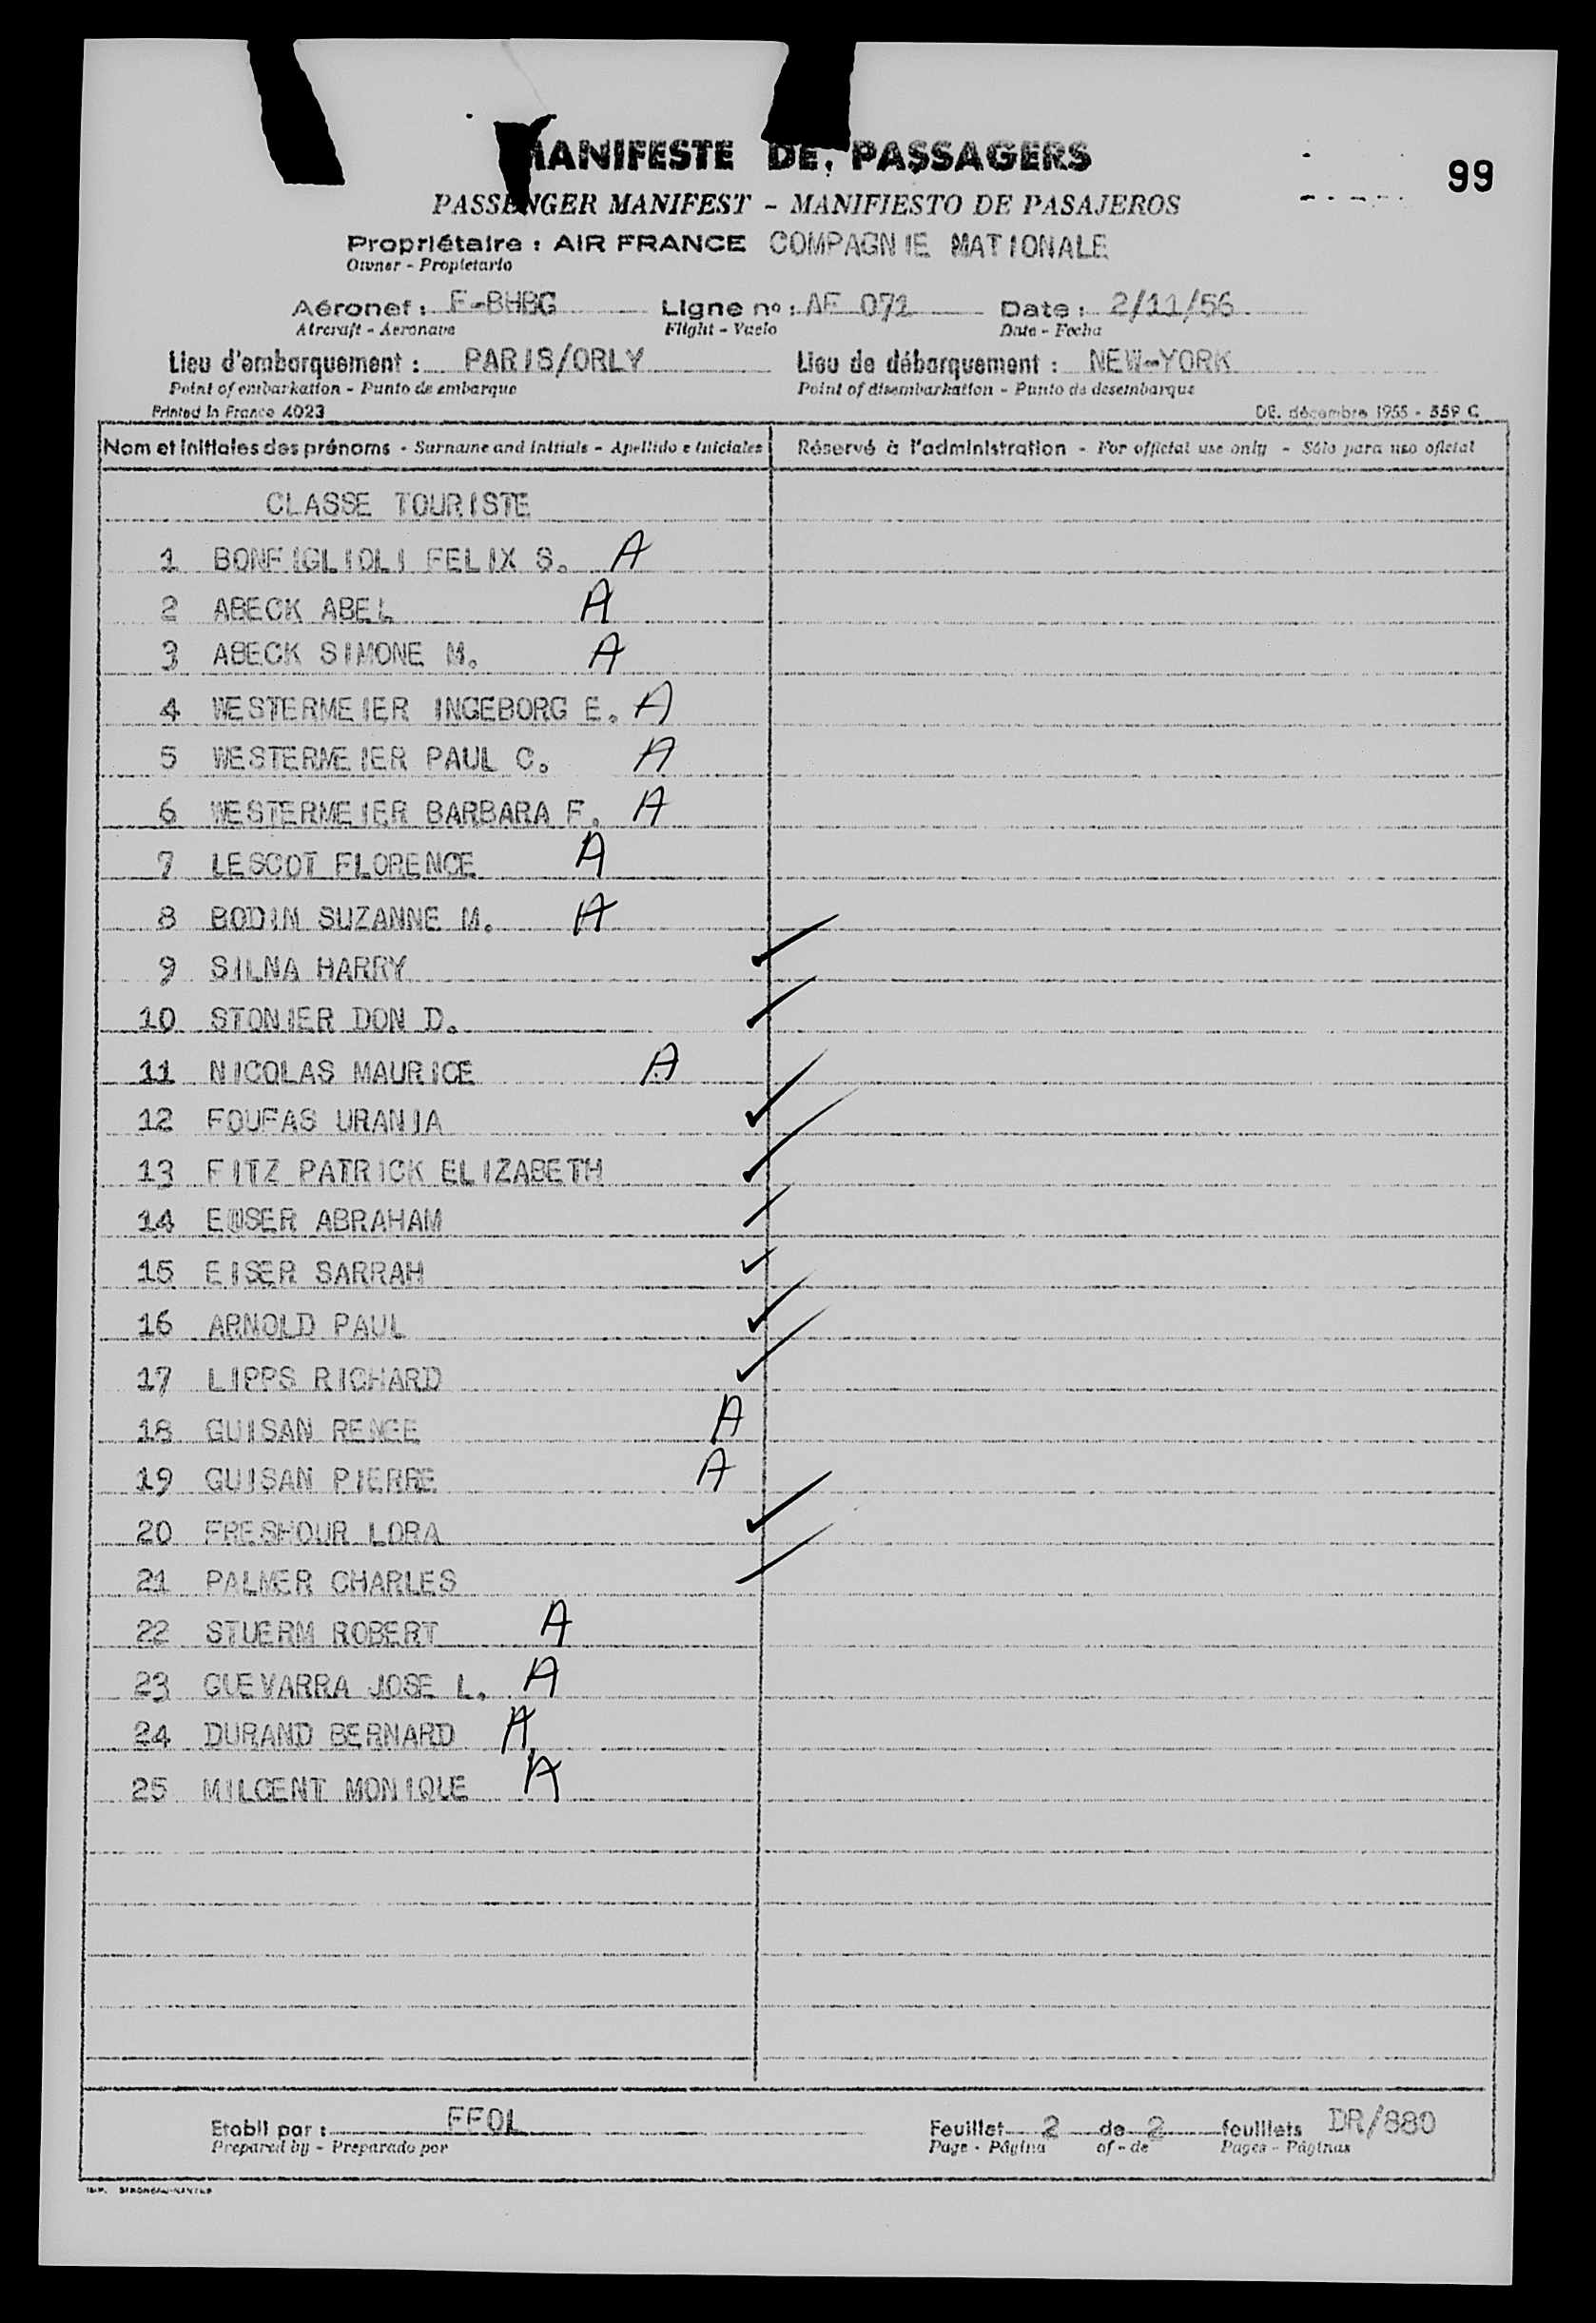 MANIFESTE DE PASSAGERS
99
PASSENGER MANIFEST - MANIFIESTO DE PASAJEROS
Propriétaire : AIR FRANCE COMPAGNIE NATIONALE
Owner - Propietario
Aéronef : F-BHBG Ligne no : AF 071 Date : 2/11/56
Aircraft - Aeronave Flight - Vuelo Date - Fecha
Lieu d'embarquement : PARIS/ORLY Lieu de débarquement : NEW-YORK
Point of embarkation - Punto de embarque Point of disembarkation - Punto de desembarque
Printed in France 4023 DE. décembre 1955 - 559 C
Nom et initiales des prénoms - Surname and initials - Apellido e iniciales Réservé à l'administration - For official use only - Sólo para uso oficial
CLASSE TOURISTE
1 BONFIGLIOLI FELIX S. A
2 ABECK ABEL A
3 ABECK SIMONE M. A
4 WESTERMEIER INGEBORG E. A
5 WESTERMEIER PAUL C. A
6 WESTERMEIER BARBARA F. A
7 LESCOT FLORENCE A
8 BODIN SUZANNE M. A
9 SILNA HARRY ✓
10 STONIER DON D. ✓
11 NICOLAS MAURICE A
12 FOUFAS URANIA ✓
13 FITZ PATRICK ELIZABETH ✓
14 EISER ABRAHAM ✓
15 EISER SARRAH ✓
16 ARNOLD PAUL ✓
17 LIPPS RICHARD ✓
18 GUISAN RENEE A
19 GUISAN PIERRE A
20 FRESHOUR LORA ✓
21 PALMER CHARLES ✓
22 STUERM ROBERT A
23 GUEVARRA JOSE L. A
24 DURAND BERNARD A
25 MILCENT MONIQUE A
Etabli par : FFOL Feuillet 2 de 2 feuillets DR/880
Prepared by - Preparado por Page - Página of - de Pages - Páginas